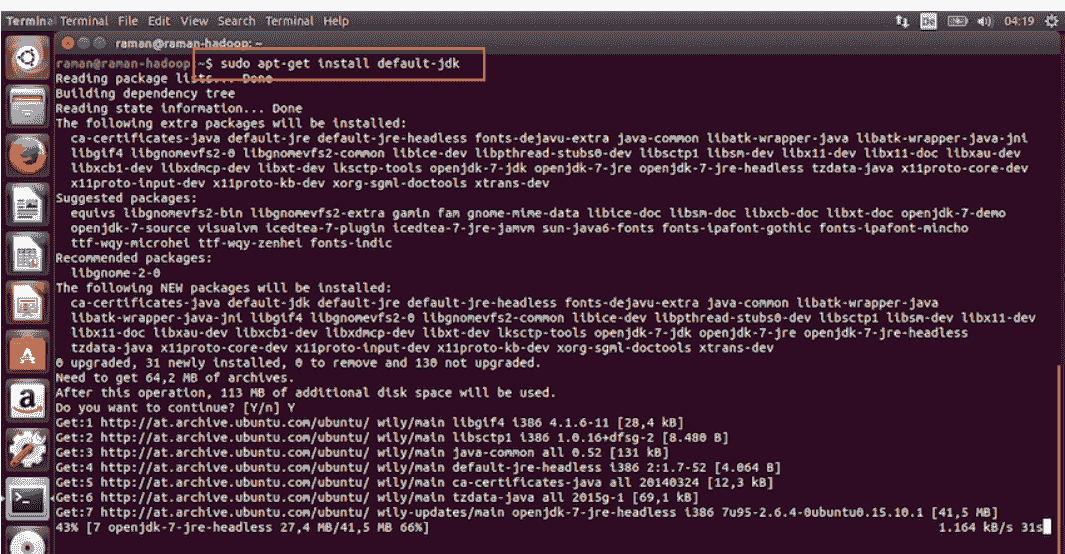 Termina Terminal File Edit View Search Terminal Help De 04:19
raman@raman-hadoop: ~
raman@raman-hadoop:~$ sudo apt-get install default-jdk
Reading package lists... Done
Building dependency tree
Reading state information... Done
The following extra packages will be installed:
ca-certificates-java default-jre default-jre-headless fonts-dejavu-extra java-common libatk-wrapper-java libatk-wrapper-java-jni
libgif4 libgnomevfs2-0 libgnomevfs2-common libice-dev libpthread-stubs0-dev libsctp1 libsm-dev libx11-dev libx11-doc libxau-dev
libxcb1-dev libxdmcp-dev libxt-dev lksctp-tools openjdk-7-jdk openjdk-7-jre openjdk-7-jre-headless tzdata-java x11proto-core-dev
x11proto-input-dev x11proto-kb-dev xorg-sgml-doctools xtrans-dev
Suggested packages:
equivs libgnomevfs2-bin libgnomevfs2-extra gamin fam gnome-mime-data libice-doc libsm-doc libxcb-doc libxt-doc openjdk-7-demo
openjdk-7-source visualvm icedtea-7-plugin icedtea-7-jre-jamvm sun-java6-fonts fonts-ipafont-gothic fonts-ipafont-mincho
ttf-wqy-microhei ttf-wqy-zenhei fonts-indic
Recommended packages:
libgnome-2-0
The following NEW packages will be installed:
ca-certificates-java default-jdk default-jre default-jre-headless fonts-dejavu-extra java-common libatk-wrapper-java
libatk-wrapper-java-jni libgif4 libgnomevfs2-0 libgnomevfs2-common libice-dev libpthread-stubs0-dev libsctp1 libsm-dev libx11-dev
libx11-doc libxau-dev libxcb1-dev libxdmcp-dev libxt-dev lksctp-tools openjdk-7-jdk openjdk-7-jre openjdk-7-jre-headless
tzdata-java x11proto-core-dev x11proto-input-dev x11proto-kb-dev xorg-sgml-doctools xtrans-dev
0 upgraded, 31 newly installed, 0 to remove and 130 not upgraded.
Need to get 64,2 MB of archives.
After this operation, 113 MB of additional disk space will be used.
Do you want to continue? [Y/n] Y
Get:1 http://at.archive.ubuntu.com/ubuntu/ wily/main libgif4 i386 4.1.6-11 [28,4 kB]
Get:2 http://at.archive.ubuntu.com/ubuntu/ wily/main libsctp1 i386 1.0.16+dfsg-2 [8.480 B]
Get:3 http://at.archive.ubuntu.com/ubuntu/ wily/main java-common all 0.52 [131 kB]
Get:4 http://at.archive.ubuntu.com/ubuntu/ wily/main default-jre-headless i386 2:1.7-52 [4.064 B]
Get:5 http://at.archive.ubuntu.com/ubuntu/ wily/main ca-certificates-java all 20140324 [12,3 kB]
Get:6 http://at.archive.ubuntu.com/ubuntu/ wily/main tzdata-java all 2015g-1 [69,1 kB]
Get:7 http://at.archive.ubuntu.com/ubuntu/ wily-updates/main openjdk-7-jre-headless i386 7u95-2.6.4-0ubuntu0.15.10.1 [41,5 MB]
43% [7 openjdk-7-jre-headless 27,4 MB/41,5 MB 66%] 1.164 kB/s 31s